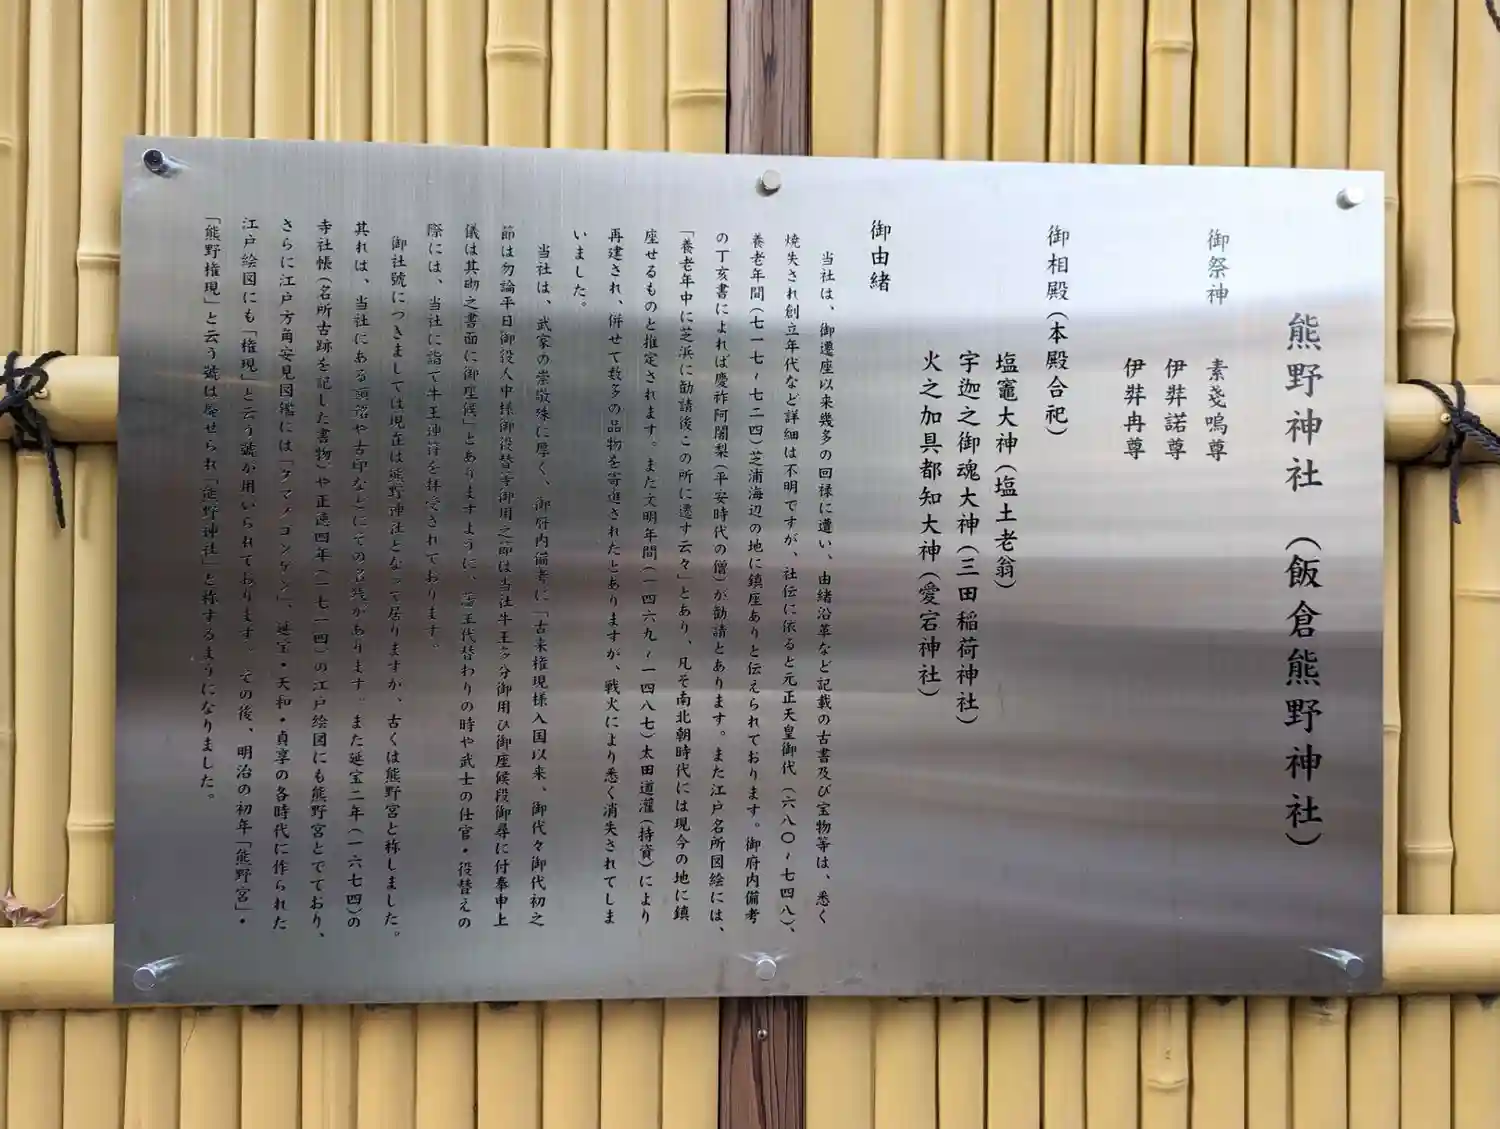 熊野神社（飯倉熊野神社）
御祭神
素戔嗚尊
伊弉諾尊
伊弉冉尊
御相殿（本殿合祀）
塩竈大神（塩土老翁）
宇迦之御魂大神（三田稲荷神社）
火之加具都知大神（愛宕神社）
御由緒
当社は、御遷座以来幾多の回禄に遭い、由緒沿革など記載の古書及び宝物等は、悉く
焼失され創立年代など詳細は不明ですが、社伝に依ると元正天皇御代（六八〇～七四八）、
養老年間（七一七～七二四）芝浦海辺の地に鎮座ありと伝えられております。御府内備考
の丁亥書によれば慶祚阿闍梨（平安時代の僧）が勧請とあります。また江戸名所図絵には、
「養老年中に芝浜に勧請後この所に遷す云々」とあり、凡そ南北朝時代には現今の地に鎮
座せるものと推定されます。また文明年間（一四六九～一四八七）太田道灌（持資）により
再建され、併せて数多の品物を寄進されたとありますが、戦火により悉く消失されてしま
いました。
当社は、武家の崇敬殊に厚く、御府内備考に「古来権現様入国以来、御代々御代初之
節は勿論平日御役人中様御役替等御用之節は当社牛王多分御用ひ御座候段御尋に付奉申上
儀は其砌之書面に御座候」とありますように、藩主代替わりの時や武士の仕官・役替えの
際には、当社に詣で牛王神符を拝受されております。
御社號につきましては現在は熊野神社となって居りますが、古くは熊野宮と称しました。
其れは、当社にある 古印などにその名残があります。また延宝二年（一六七四）の
寺社帳（名所古跡を記した書物）や正徳四年（一七一四）の江戸絵図にも熊野宮とでており、
さらに江戸方角安見図鑑には「クマノコンケン」、延宝・天和・貞享の各時代に作られた
江戸絵図にも「権現」と云う號が用いられております。その後、明治の初年「熊野宮」・
「熊野権現」と云う號は廃せられ「熊野神社」と称するようになりました。